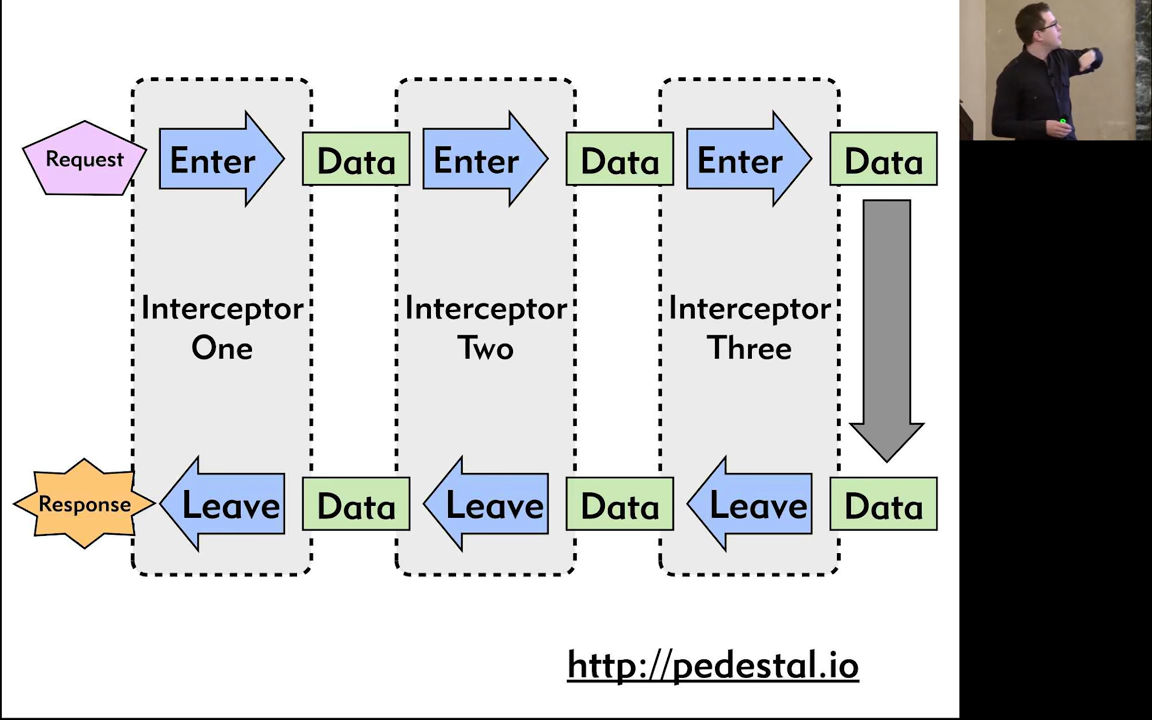 Request
Enter
Data
Enter
Data
Enter
Data
Interceptor
One
Interceptor
Two
Interceptor
Three
Response
Leave
Data
Leave
Data
Leave
Data
http://pedestal.io